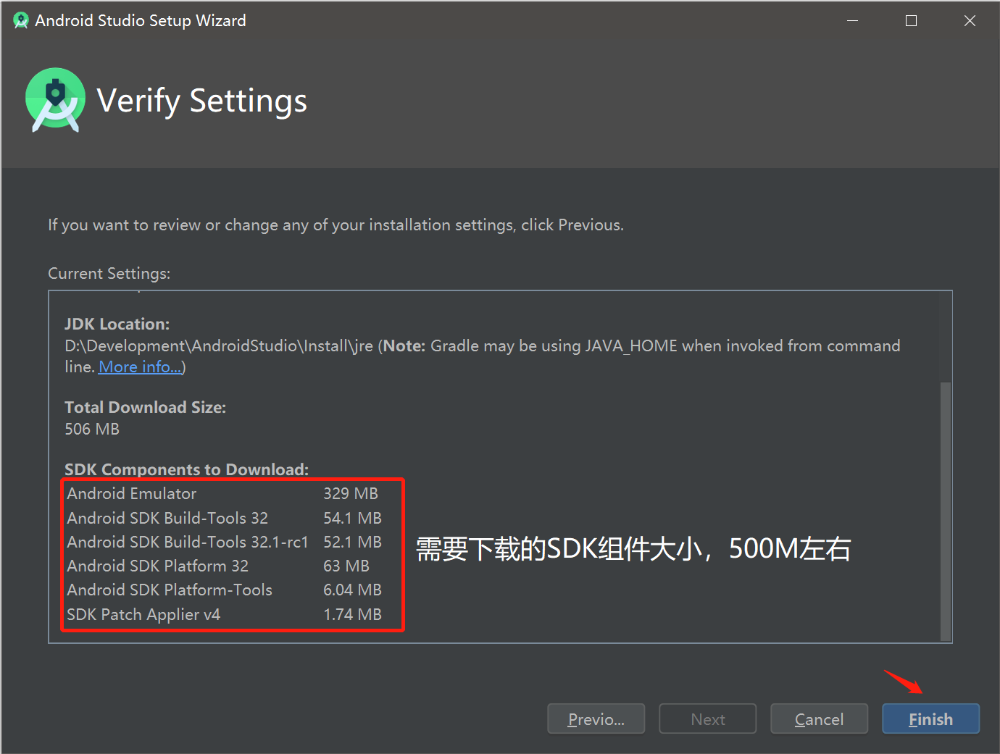 Android Studio Setup Wizard
Verify Settings
If you want to review or change any of your installation settings, click Previous.
Current Settings:
JDK Location:
D:\Development\AndroidStudio\Install\jre (Note: Gradle may be using JAVA_HOME when invoked from command
line. More info...)
Total Download Size:
506 MB
SDK Components to Download:
Android Emulator 329 MB
Android SDK Build-Tools 32 54.1 MB
Android SDK Build-Tools 32.1-rc1 52.1 MB
Android SDK Platform 32 63 MB
Android SDK Platform-Tools 6.04 MB
SDK Patch Applier v4 1.74 MB
需要下载的SDK组件大小，500M左右
Previo... Next Cancel Finish